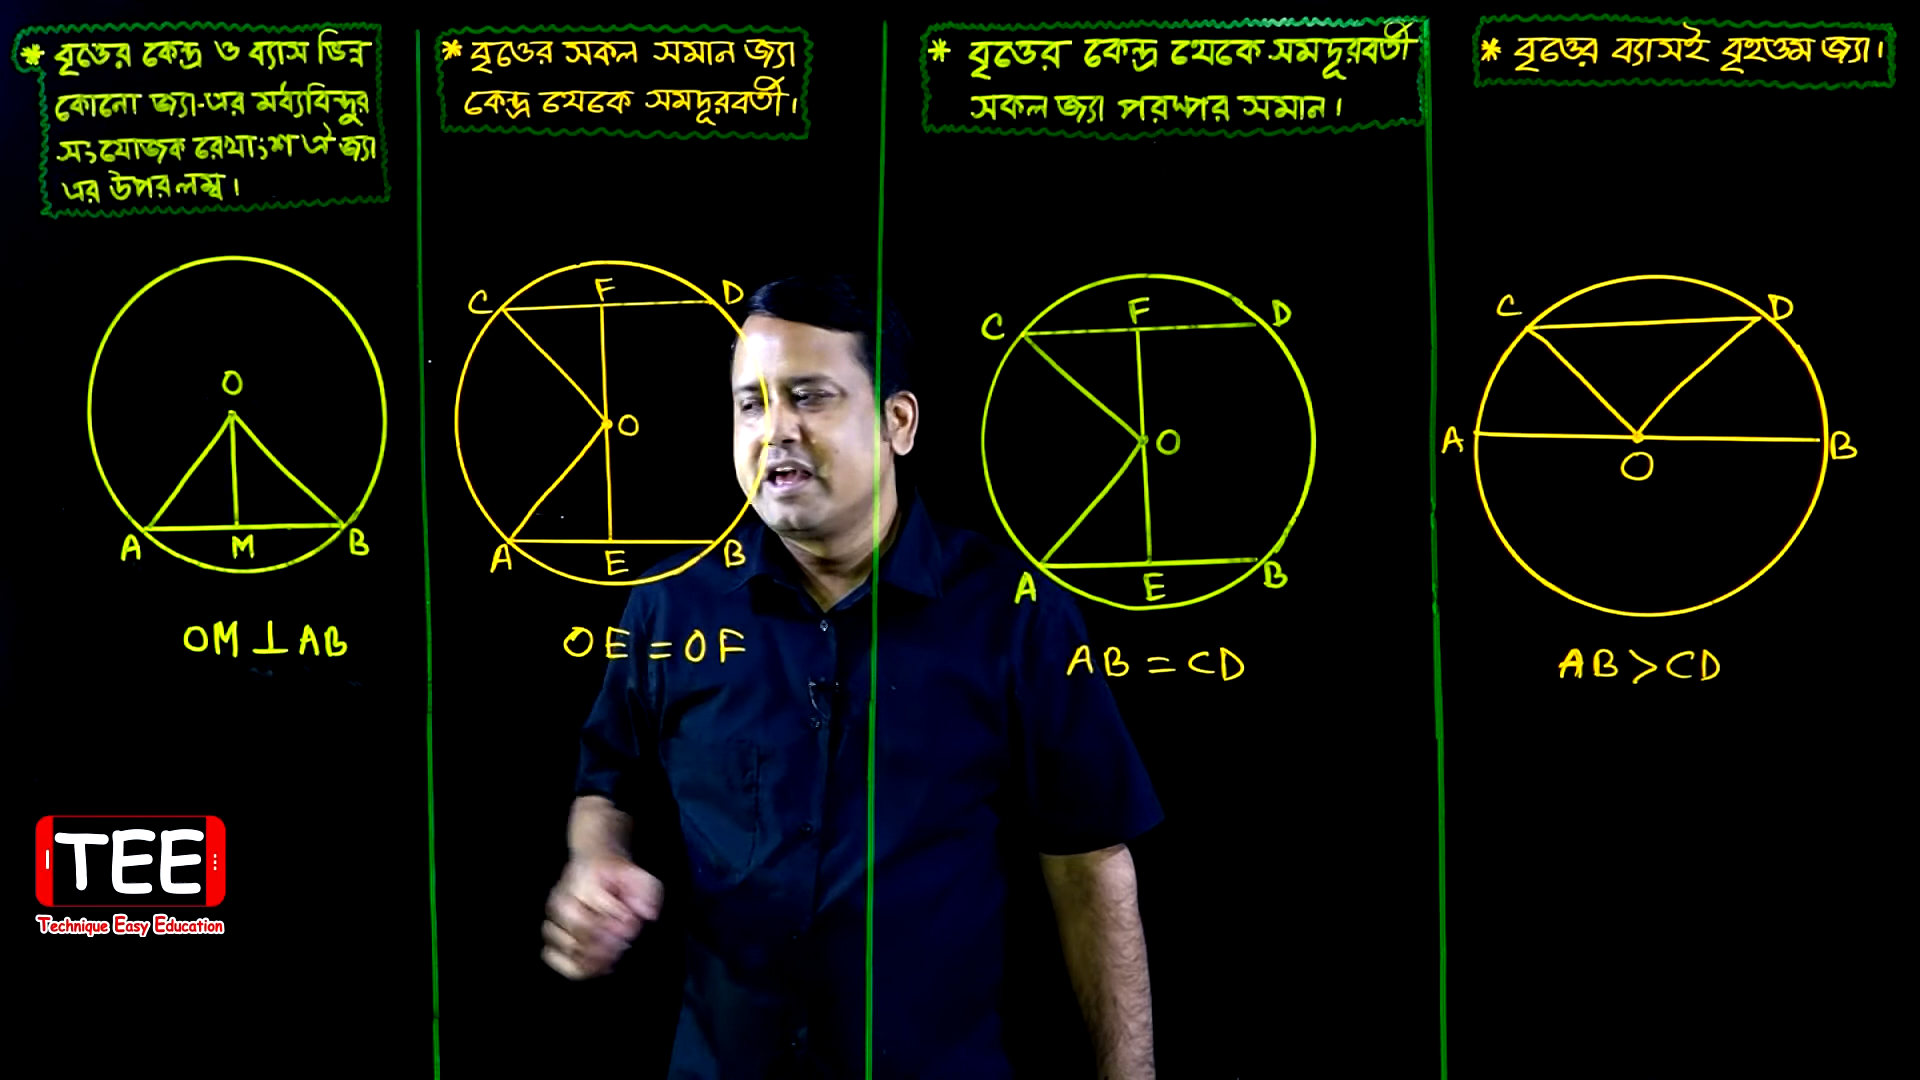 * বৃত্তের কেন্দ্র ও ব্যাস ভিন্ন
কোনো জ্যা-এর মধ্যবিন্দুর
সংযোজক রেখাংশ ঐ জ্যা
এর উপর লম্ব।
O
A M B
OM ⊥ AB
* বৃত্তের সকল সমান জ্যা
কেন্দ্র থেকে সমদূরবর্তী।
C F D
O
A E B
OE = OF
* বৃত্তের কেন্দ্র থেকে সমদূরবর্তী
সকল জ্যা পরষ্পর সমান।
C F D
O
A E B
AB = CD
* বৃত্তের ব্যাসই বৃহত্তম জ্যা।
C D
A O B
AB > CD
TEE
Technique Easy Education